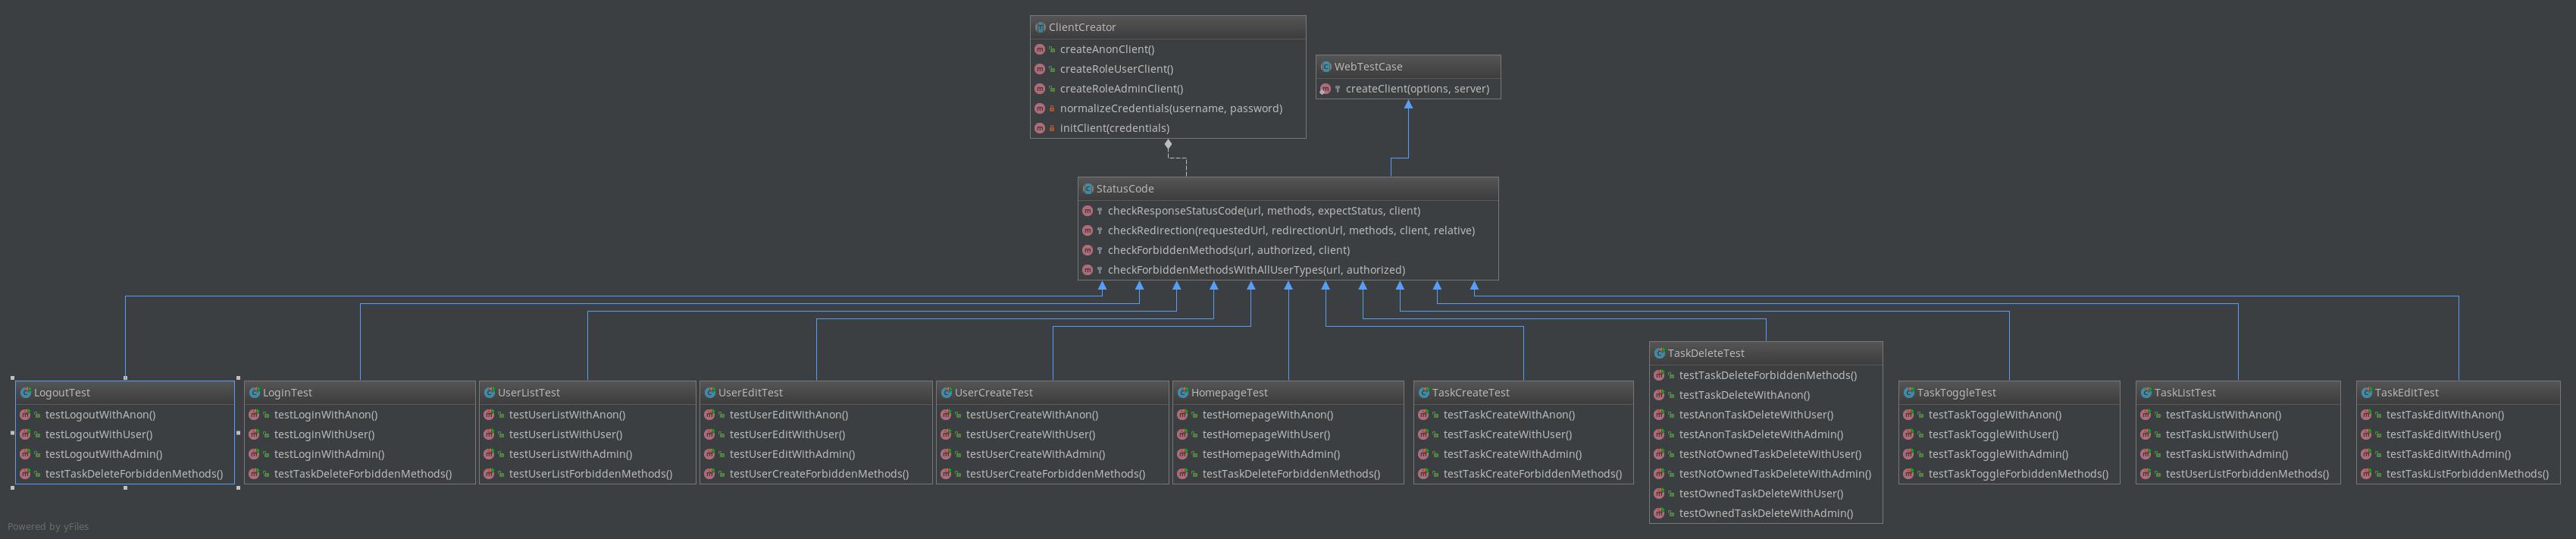 ClientCreator
createAnonClient()
createRoleUserClient()
createRoleAdminClient()
normalizeCredentials(username, password)
initClient(credentials)
WebTestCase
createClient(options, server)
StatusCode
checkResponseStatusCode(url, methods, expectStatus, client)
checkRedirection(requestedUrl, redirectionUrl, methods, client, relative)
checkForbiddenMethods(url, authorized, client)
checkForbiddenMethodsWithAllUserTypes(url, authorized)
LogoutTest
testLogoutWithAnon()
testLogoutWithUser()
testLogoutWithAdmin()
testTaskDeleteForbiddenMethods()
LoginTest
testLoginWithAnon()
testLoginWithUser()
testLoginWithAdmin()
testTaskDeleteForbiddenMethods()
UserListTest
testUserListWithAnon()
testUserListWithUser()
testUserListWithAdmin()
testUserListForbiddenMethods()
UserEditTest
testUserEditWithAnon()
testUserEditWithUser()
testUserEditWithAdmin()
testUserCreateForbiddenMethods()
UserCreateTest
testUserCreateWithAnon()
testUserCreateWithUser()
testUserCreateWithAdmin()
testUserCreateForbiddenMethods()
HomepageTest
testHomepageWithAnon()
testHomepageWithUser()
testHomepageWithAdmin()
testTaskDeleteForbiddenMethods()
TaskCreateTest
testTaskCreateWithAnon()
testTaskCreateWithUser()
testTaskCreateWithAdmin()
testTaskCreateForbiddenMethods()
TaskDeleteTest
testTaskDeleteForbiddenMethods()
testTaskDeleteWithAnon()
testAnonTaskDeleteWithUser()
testAnonTaskDeleteWithAdmin()
testNotOwnedTaskDeleteWithUser()
testNotOwnedTaskDeleteWithAdmin()
testOwnedTaskDeleteWithUser()
testOwnedTaskDeleteWithAdmin()
TaskToggleTest
testTaskToggleWithAnon()
testTaskToggleWithUser()
testTaskToggleWithAdmin()
testTaskToggleForbiddenMethods()
TaskListTest
testTaskListWithAnon()
testTaskListWithUser()
testTaskListWithAdmin()
testUserListForbiddenMethods()
TaskEditTest
testTaskEditWithAnon()
testTaskEditWithUser()
testTaskEditWithAdmin()
testTaskListForbiddenMethods()
Powered by yFiles